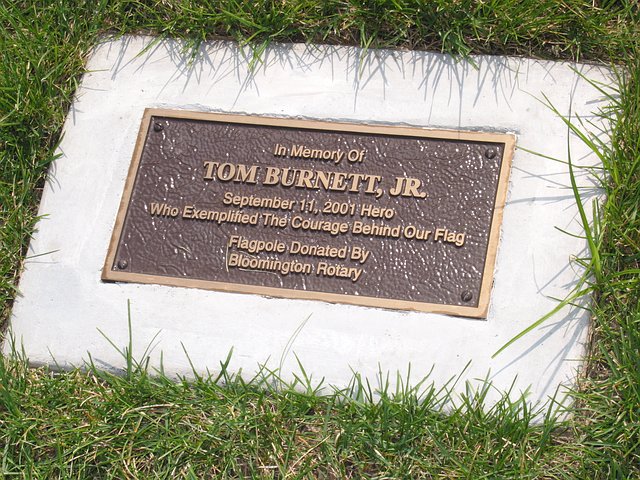 In Memory Of
TOM BURNETT, JR.
September 11, 2001 Hero
Who Exemplified The Courage Behind Our Flag
Flagpole Donated By
Bloomington Rotary